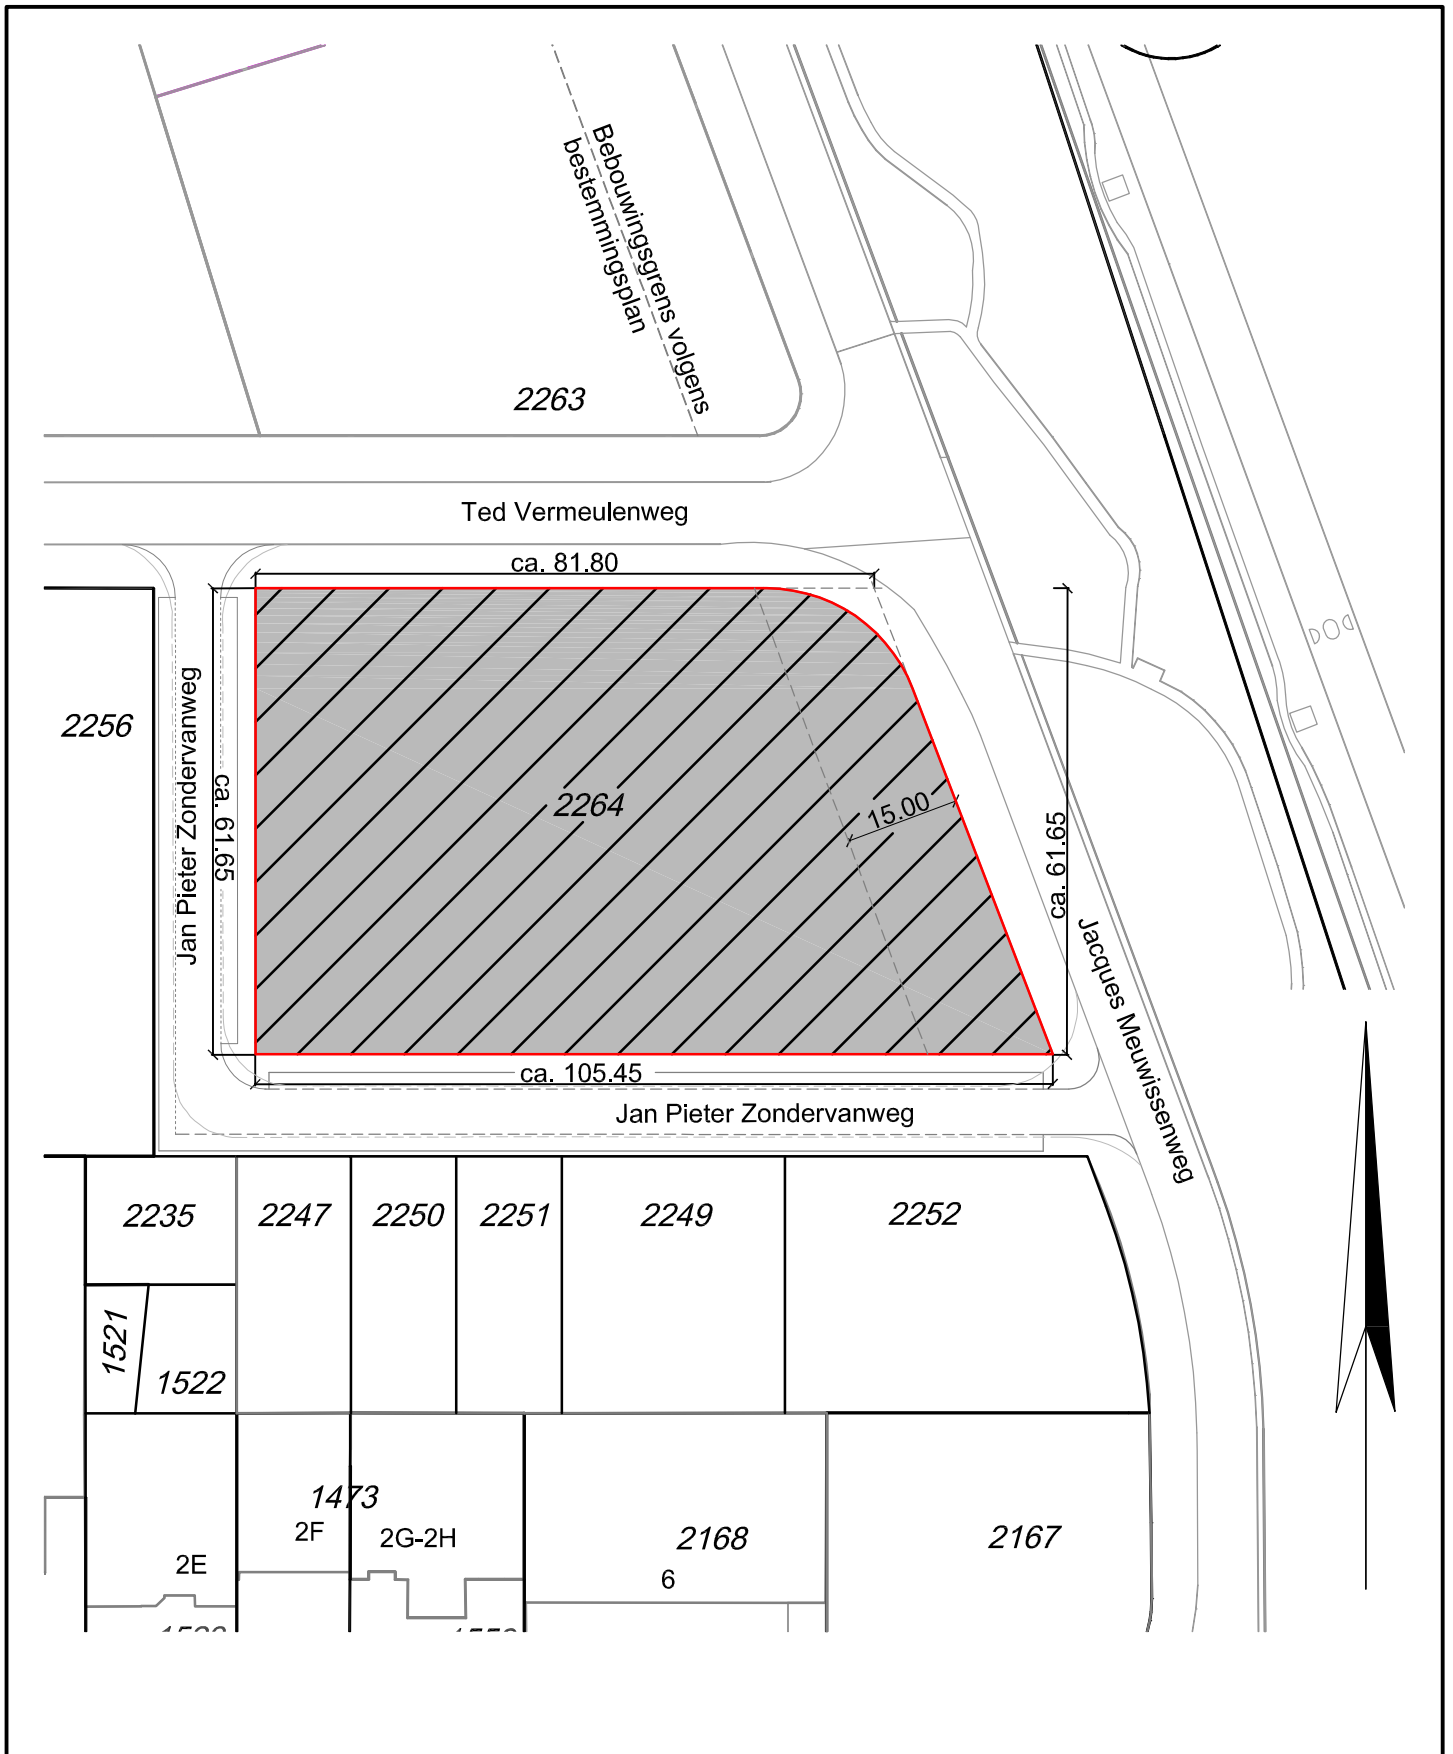 Bebouwingsgrens volgens
bestemmingsplan
2263
Ted Vermeulenweg
ca. 81.80
2256
Jan Pieter Zondervanweg
ca. 61.65
2264
15.00
ca. 61.65
Jacques Meuwissenweg
ca. 105.45
Jan Pieter Zondervanweg
2235
2247
2250
2251
2249
2252
1521
1522
1473
2F
2G-2H
2E
2168
6
2167